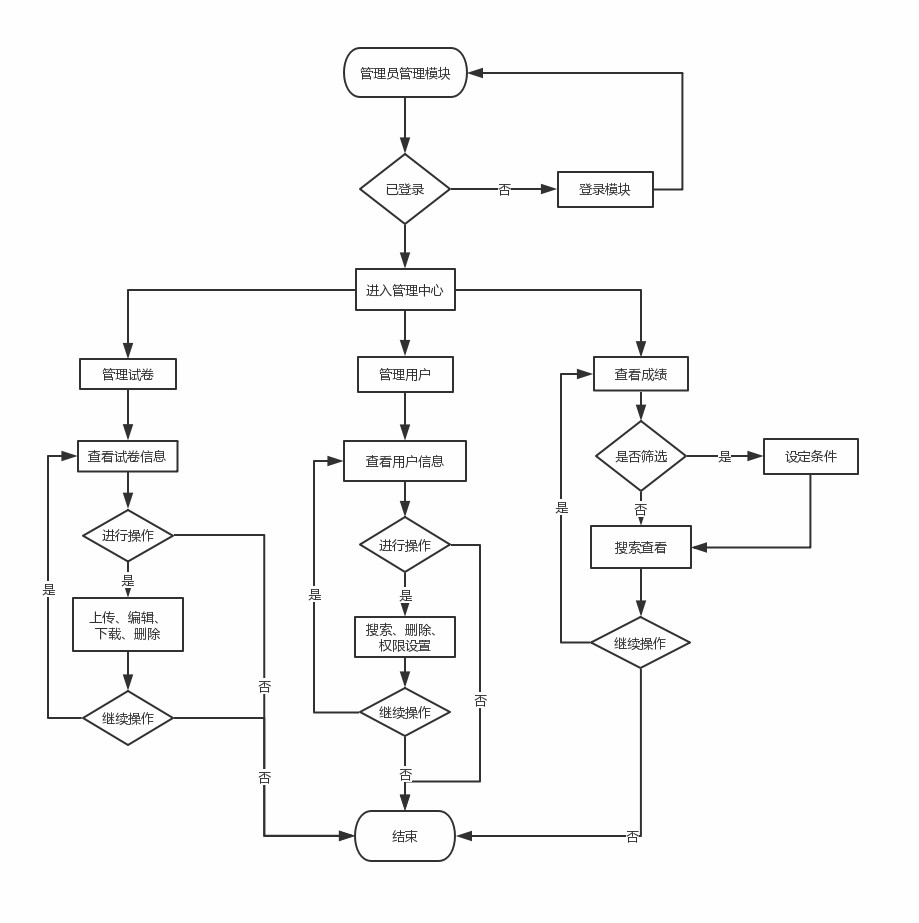 管理员管理模块
已登录
否
登录模块
进入管理中心
管理试卷
管理用户
查看成绩
查看试卷信息
查看用户信息
是否筛选
是
设定条件
否
是
搜索查看
进行操作
进行操作
是
是
是
是
上传、编辑、
下载、删除
搜索、删除、
权限设置
继续操作
否
否
继续操作
继续操作
否
否
结束
否